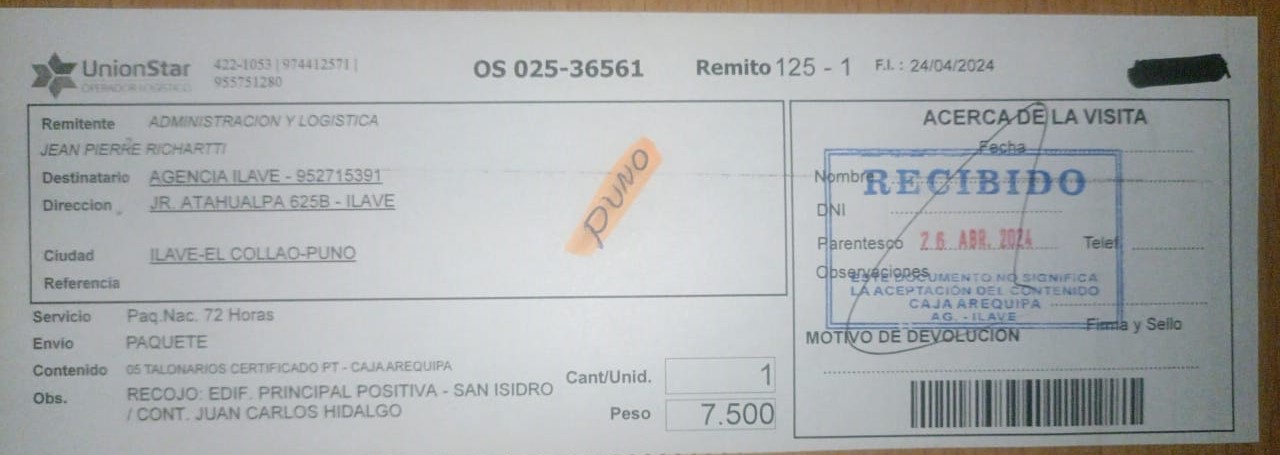 UnionStar
OPERADOR LOGISTICO
422-1053 | 974412571 |
955751280
OS 025-36561
Remito 125 - 1
F.I. : 24/04/2024
Remitente ADMINISTRACION Y LOGISTICA
JEAN PIERRE RICHARTTI
Destinatario AGENCIA ILAVE - 952715391
Direccion JR. ATAHUALPA 625B - ILAVE
Ciudad ILAVE-EL COLLAO-PUNO
Referencia
PUNO
Servicio Paq.Nac. 72 Horas
Envio PAQUETE
Contenido 05 TALONARIOS CERTIFICADO PT - CAJA AREQUIPA
Obs. RECOJO: EDIF. PRINCIPAL POSITIVA - SAN ISIDRO
/ CONT. JUAN CARLOS HIDALGO
Cant/Unid. 1
Peso 7.500
ACERCA DE LA VISITA
Fecha
Nombre
RECIBIDO
DNI
Parentesco
26 ABR. 2024
Telef
Observaciones
ESTE DOCUMENTO NO SIGNIFICA
LA ACEPTACIÓN DEL CONTENIDO
CAJA AREQUIPA
AG. - ILAVE
Firma y Sello
MOTIVO DE DEVOLUCION